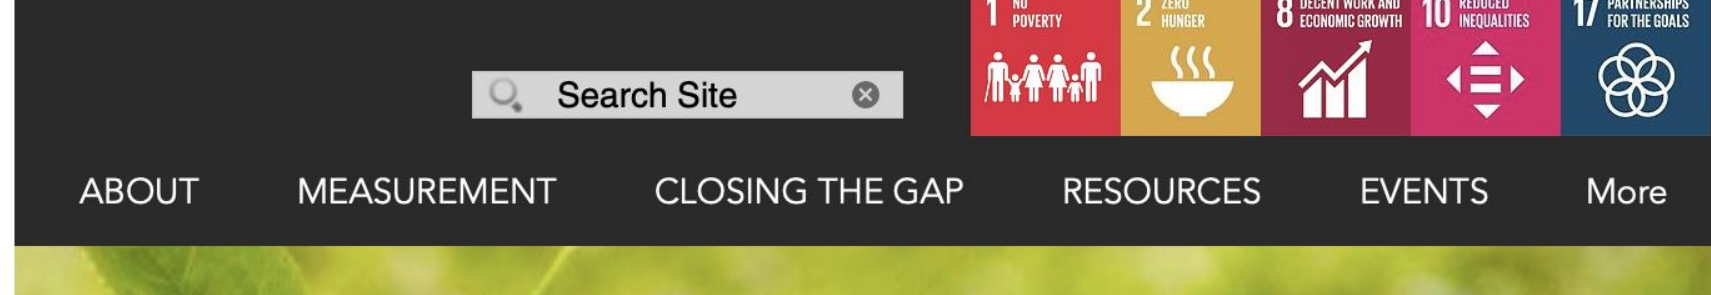 1 NO
POVERTY
2 ZERO
HUNGER
8 DECENT WORK AND
ECONOMIC GROWTH
10 REDUCED
INEQUALITIES
17 PARTNERSHIPS
FOR THE GOALS
Search Site
ABOUT MEASUREMENT CLOSING THE GAP RESOURCES EVENTS More